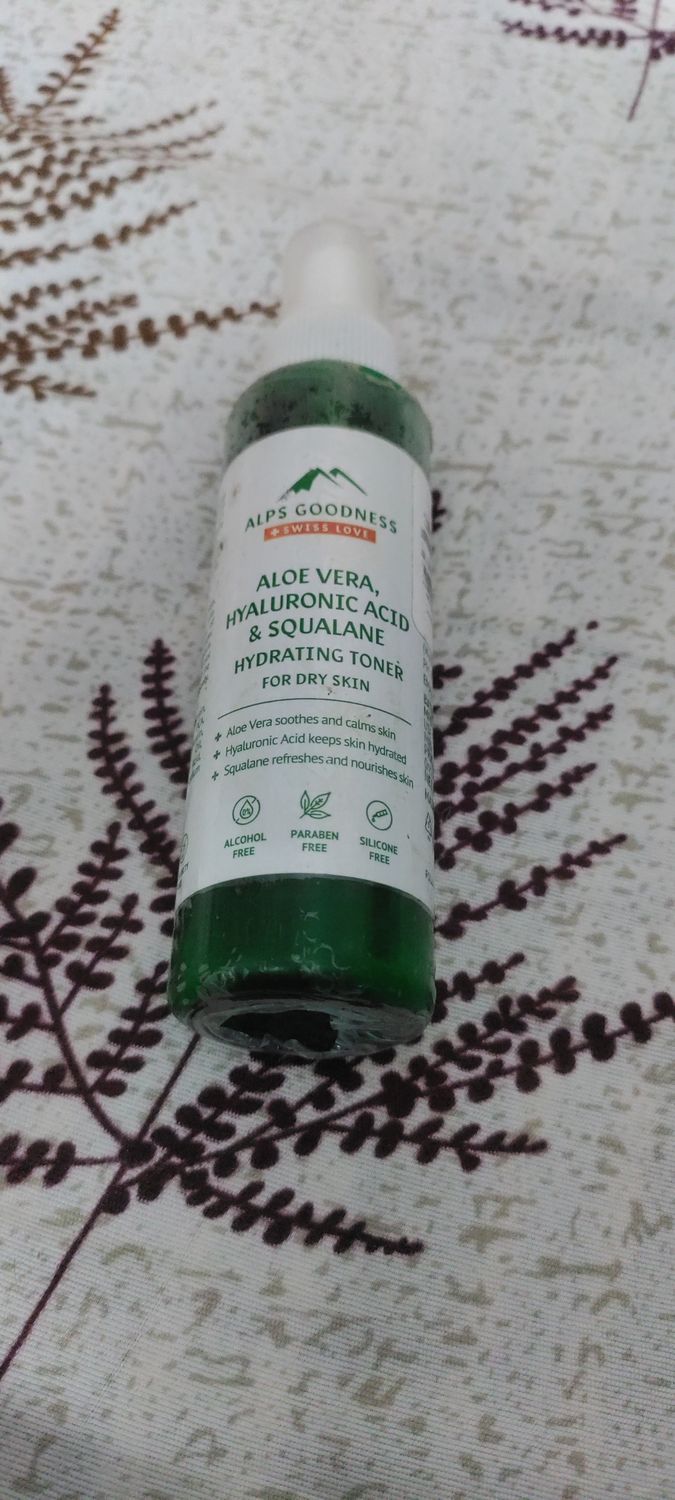 ALPS GOODNESS
SWISS LOVE
ALOE VERA,
HYALURONIC ACID
& SQUALANE
HYDRATING TONER
FOR DRY SKIN
Aloe Vera soothes and calms skin
Hyaluronic Acid keeps skin hydrated
Squalane refreshes and nourishes skin
0%
ALCOHOL
FREE
PARABEN
FREE
SILICONE
FREE